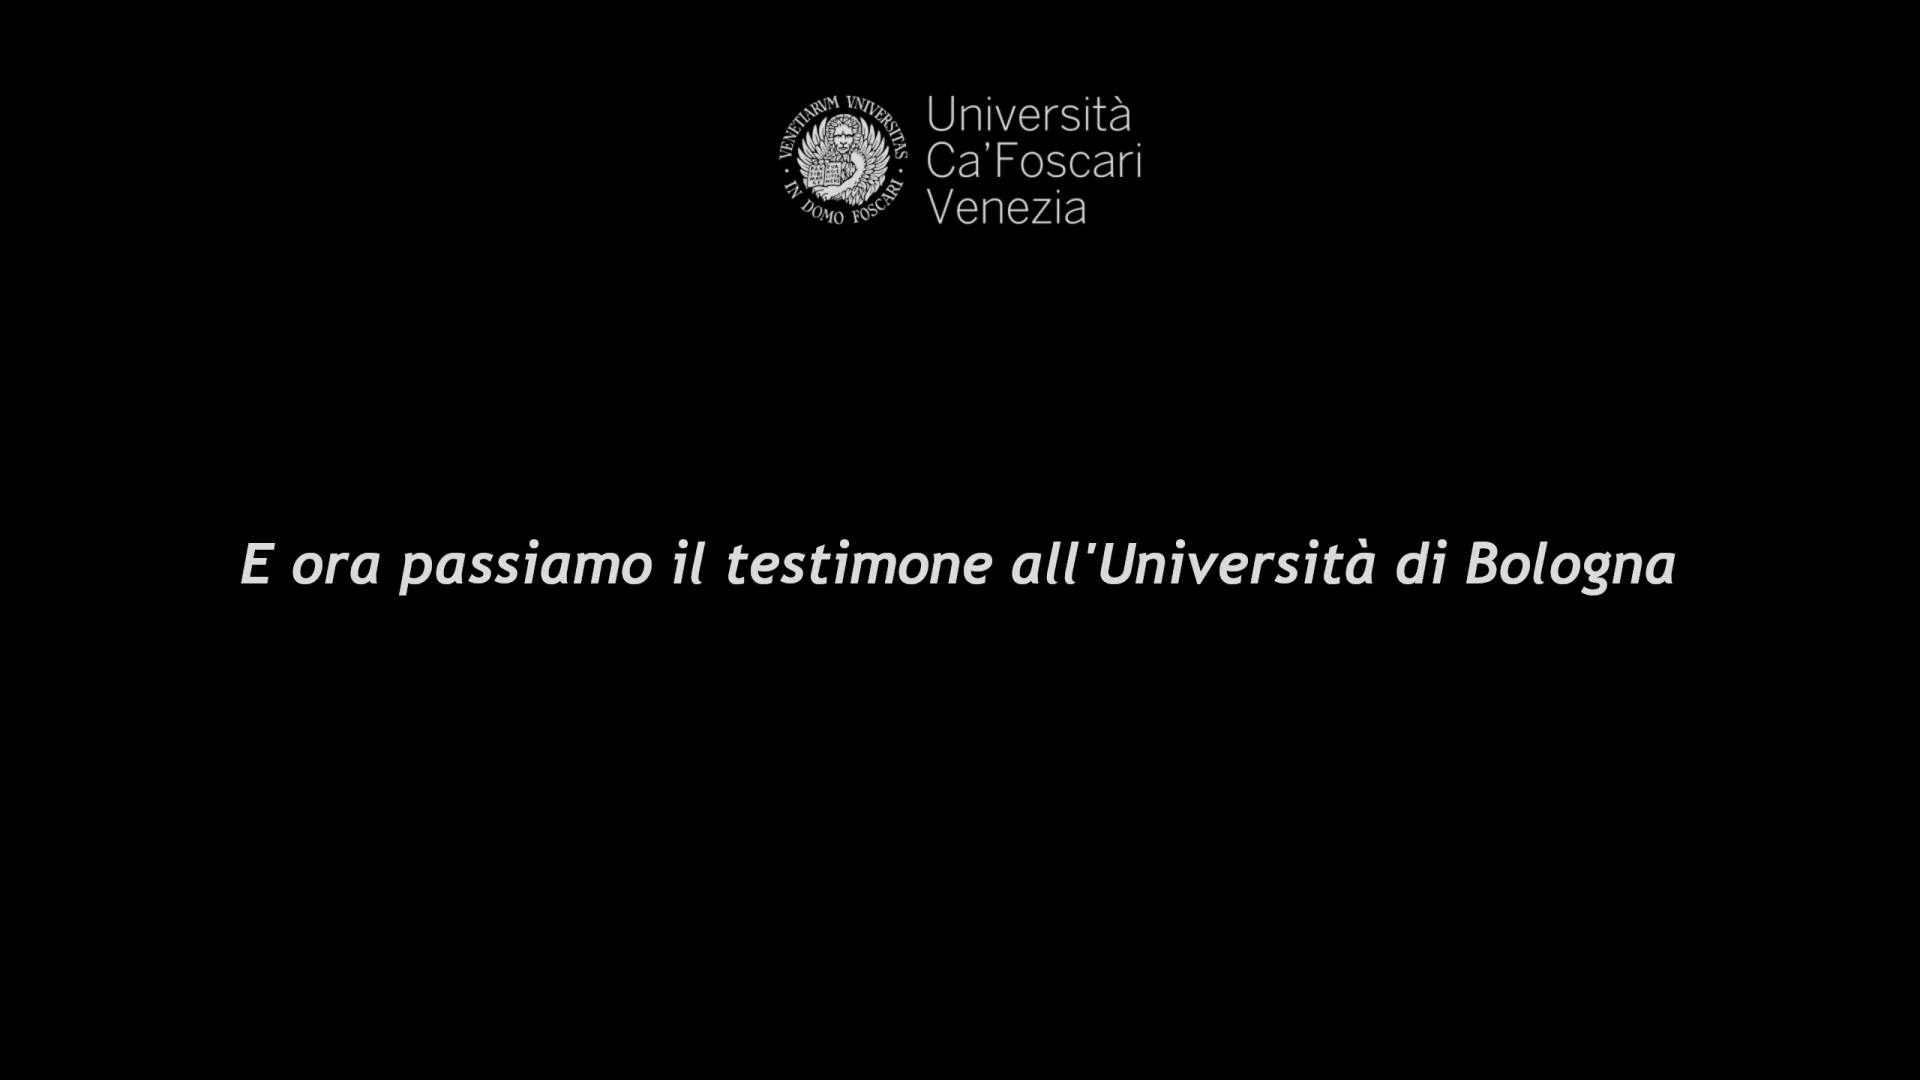 VENETIARVM VNIVERSITAS
IN DOMO FOSCARI
Università
Ca'Foscari
Venezia
E ora passiamo il testimone all'Università di Bologna